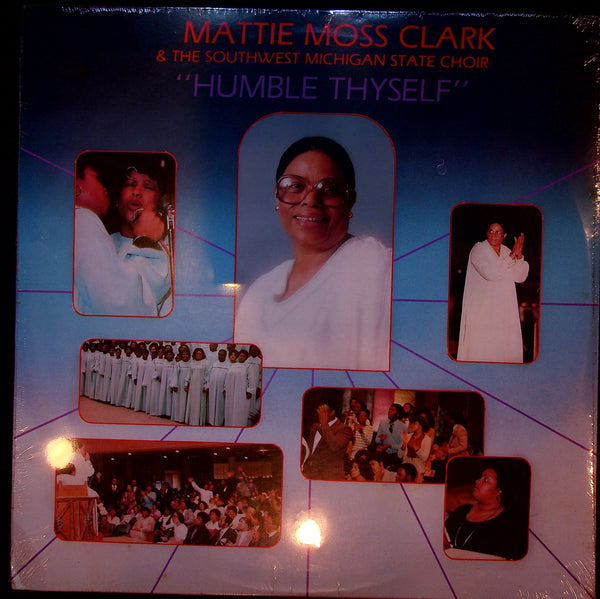 MATTIE MOSS CLARK
& THE SOUTHWEST MICHIGAN STATE CHOIR
"HUMBLE THYSELF"